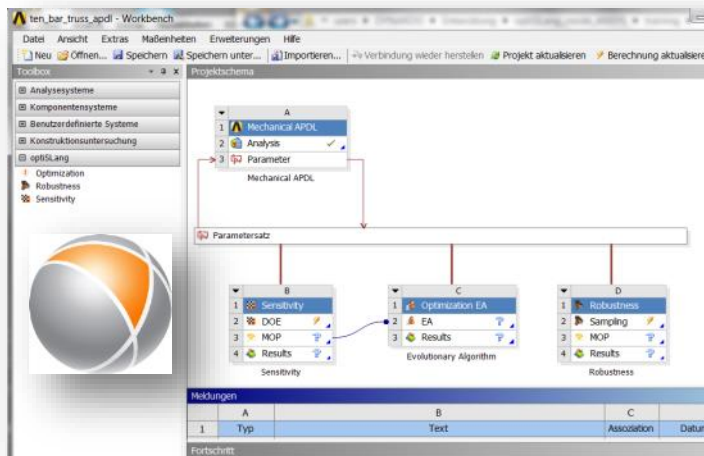 ten_bar_truss_apdl - Workbench
Datei Ansicht Extras Maßeinheiten Erweiterungen Hilfe
Neu Öffnen... Speichern Speichern unter... Importieren... Verbindung wieder herstellen Projekt aktualisieren Berechnung aktualisiere
Toolbox
Projektschema
Analysesysteme
Komponentensysteme
Benutzerdefinierte Systeme
Konstruktionsuntersuchung
optiSLang
Optimization
Robustness
Sensitivity
A
1 Mechanical APDL
2 Analysis
3 Parameter
Mechanical APDL
Parametersatz
B
1 Sensitivity
2 DOE
3 MOP
4 Results
Sensitivity
C
1 Optimization EA
2 EA
3 Results
Evolutionary Algorithm
D
1 Robustness
2 Sampling
3 MOP
4 Results
Robustness
Meldungen
A B C
1 Typ Text Assoziation Datum
Fortschritt